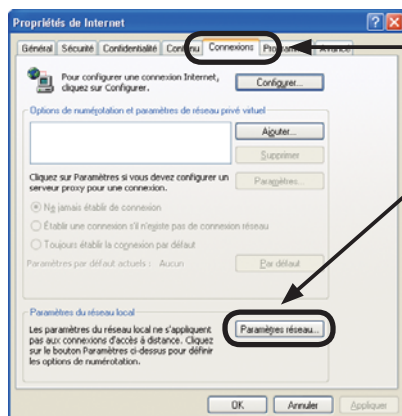 Propriétés de Internet
Général Sécurité Confidentialité Contenu Connexions Programmes Avancé
Pour configurer une connexion Internet,
cliquez sur Configurer.
Configurer...
Options de numérotation et paramètres de réseau privé virtuel
Ajouter...
Supprimer
Cliquez sur Paramètres si vous devez configurer un
serveur proxy pour une connexion.
Paramètres...
Ne jamais établir de connexion
Établir une connexion s'il n'existe pas de connexion réseau
Toujours établir la connexion par défaut
Paramètres par défaut actuels : Aucun
Par défaut
Paramètres du réseau local
Les paramètres du réseau local ne s'appliquent
pas aux connexions d'accès à distance. Cliquez
sur le bouton Paramètres ci-dessus pour définir
les options de numérotation.
Paramètres réseau...
OK Annuler Appliquer